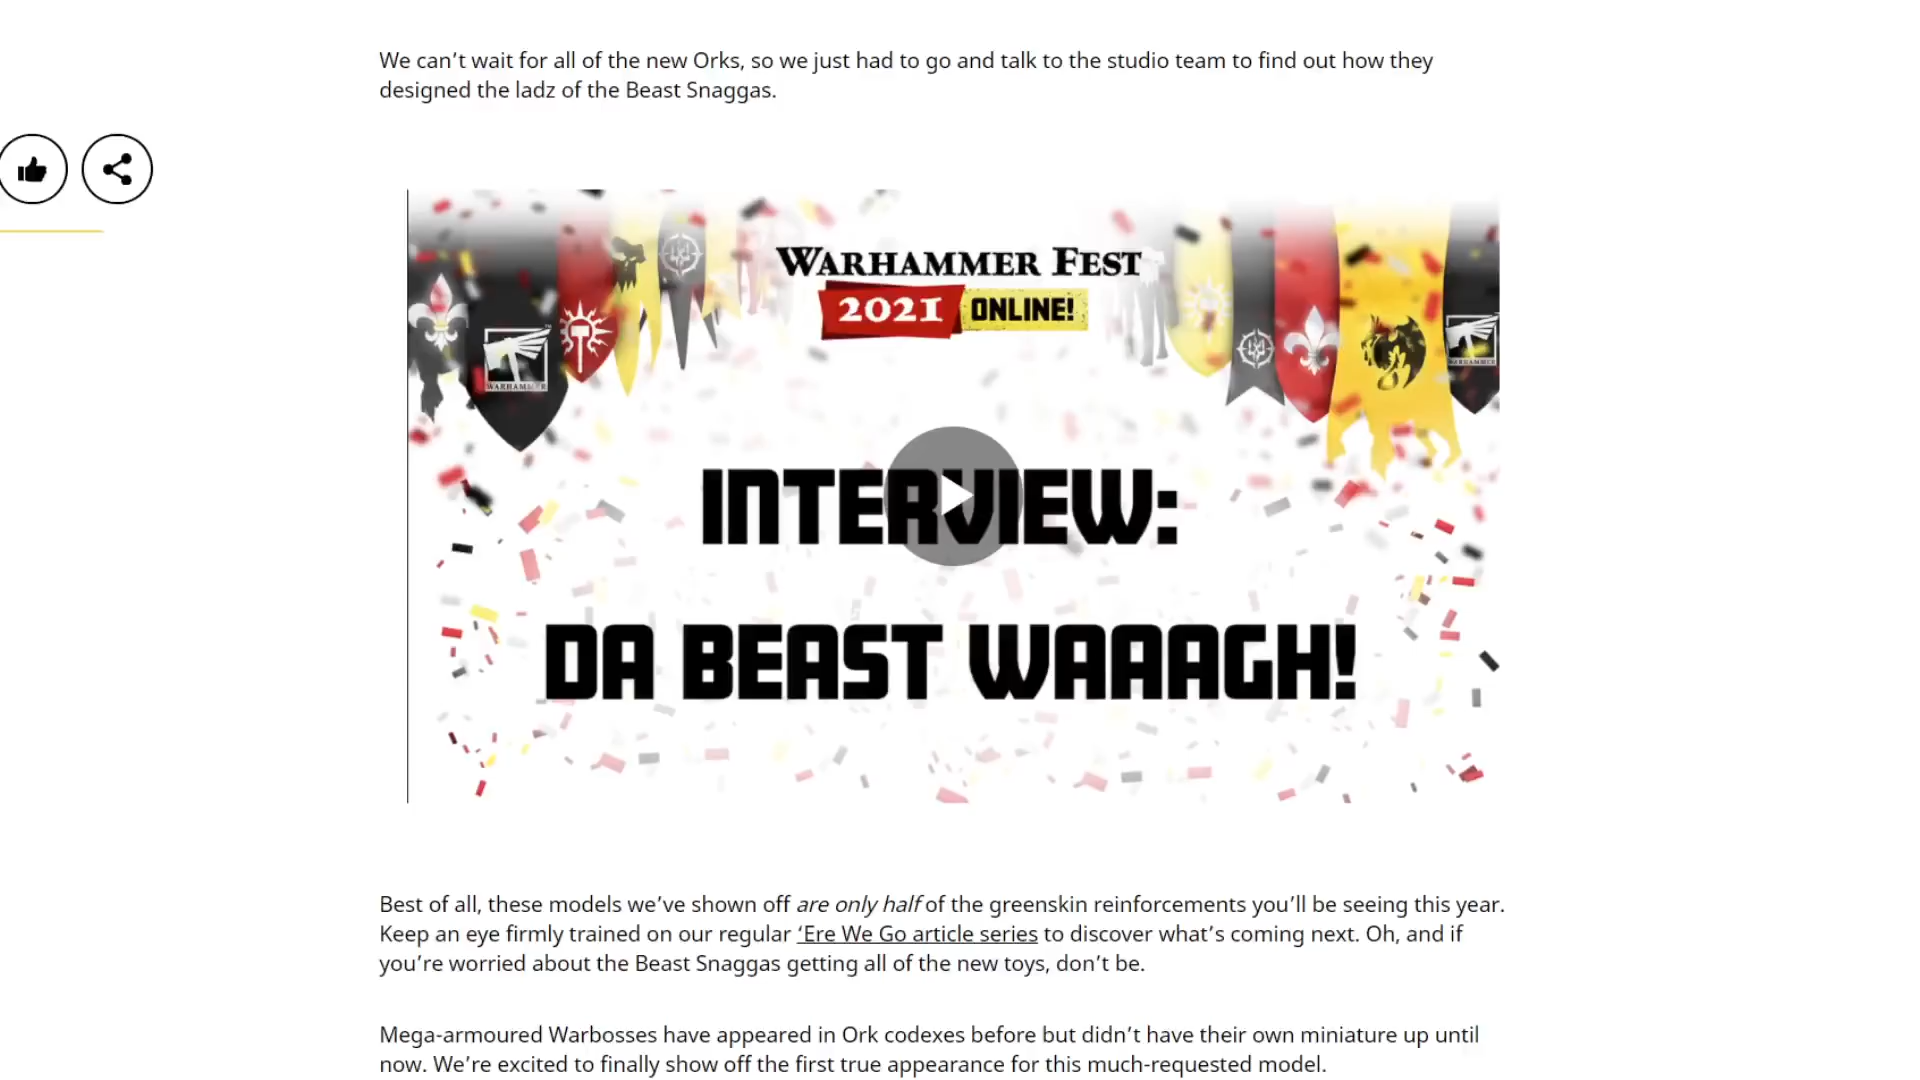 We can’t wait for all of the new Orks, so we just had to go and talk to the studio team to find out how they
designed the ladz of the Beast Snaggas.
WARHAMMER FEST
2021 ONLINE!
WARHAMMER
WARHAMMER
INTERVIEW:
DA BEAST WAAAGH!
Best of all, these models we’ve shown off are only half of the greenskin reinforcements you’ll be seeing this year.
Keep an eye firmly trained on our regular ‘Ere We Go article series to discover what’s coming next. Oh, and if
you’re worried about the Beast Snaggas getting all of the new toys, don’t be.
Mega-armoured Warbosses have appeared in Ork codexes before but didn’t have their own miniature up until
now. We’re excited to finally show off the first true appearance for this much-requested model.